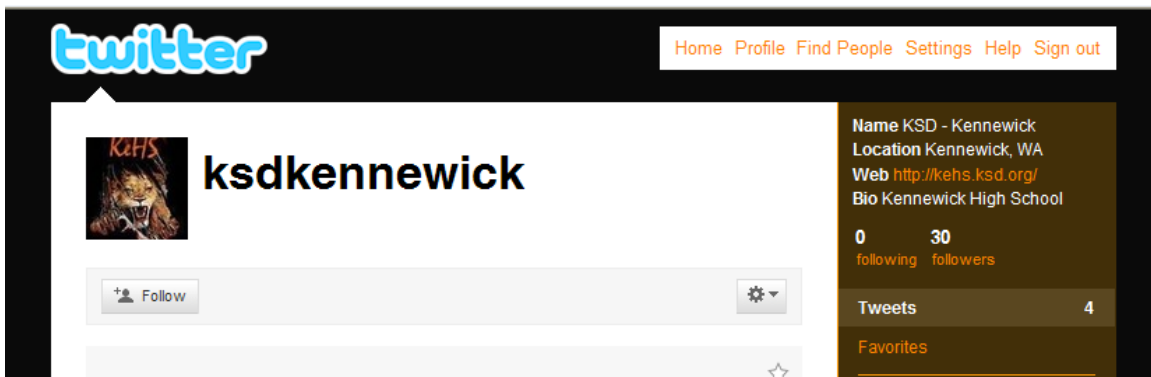 twitter
Home Profile Find People Settings Help Sign out
KeHS
ksdkennewick
Follow
Name KSD - Kennewick
Location Kennewick, WA
Web http://kehs.ksd.org/
Bio Kennewick High School
0 30
following followers
Tweets 4
Favorites